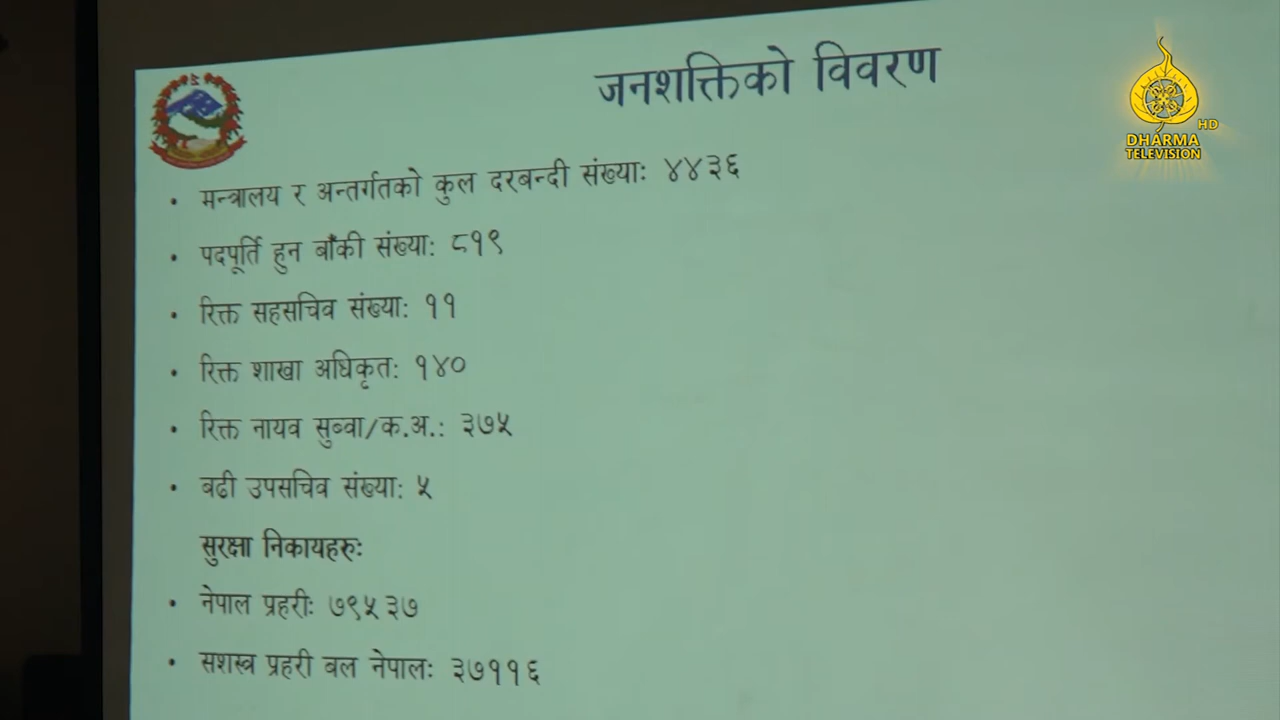 जनशक्तिको विवरण
• मन्त्रालय र अन्तर्गतको कुल दरबन्दी संख्याः ४४३६
• पदपूर्ति हुन बाँकी संख्या: ८१९
• रिक्त सहसचिव संख्या: ११
• रिक्त शाखा अधिकृत: १४०
• रिक्त नायव सुब्वा/क.अ.: ३७५
• बढी उपसचिव संख्या: ५
सुरक्षा निकायहरु:
• नेपाल प्रहरीः ७९५३७
• सशस्त्र प्रहरी बल नेपालः ३७११६
DHARMA HD
TELEVISION